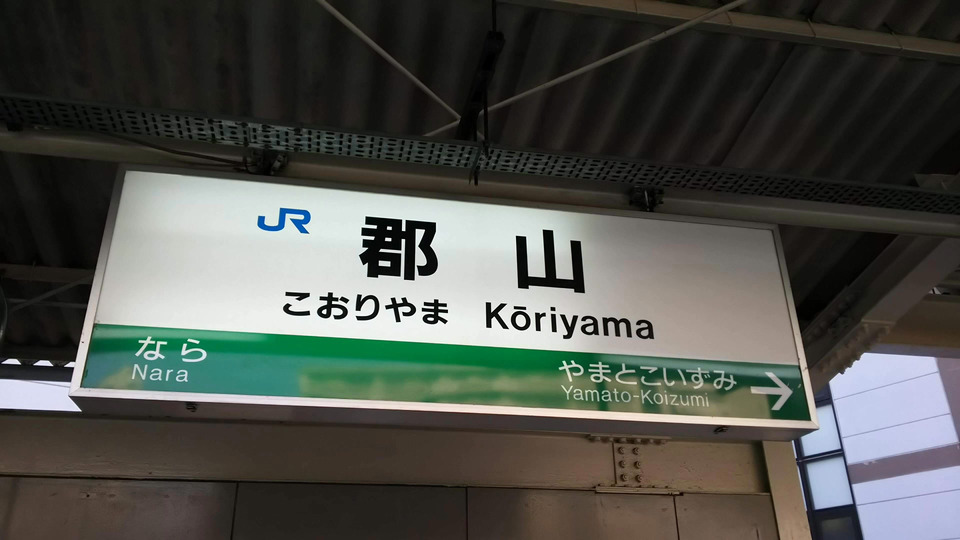 JR 郡山
こおりやま Kōriyama
なら やまとこいずみ →
Nara Yamato-Koizumi